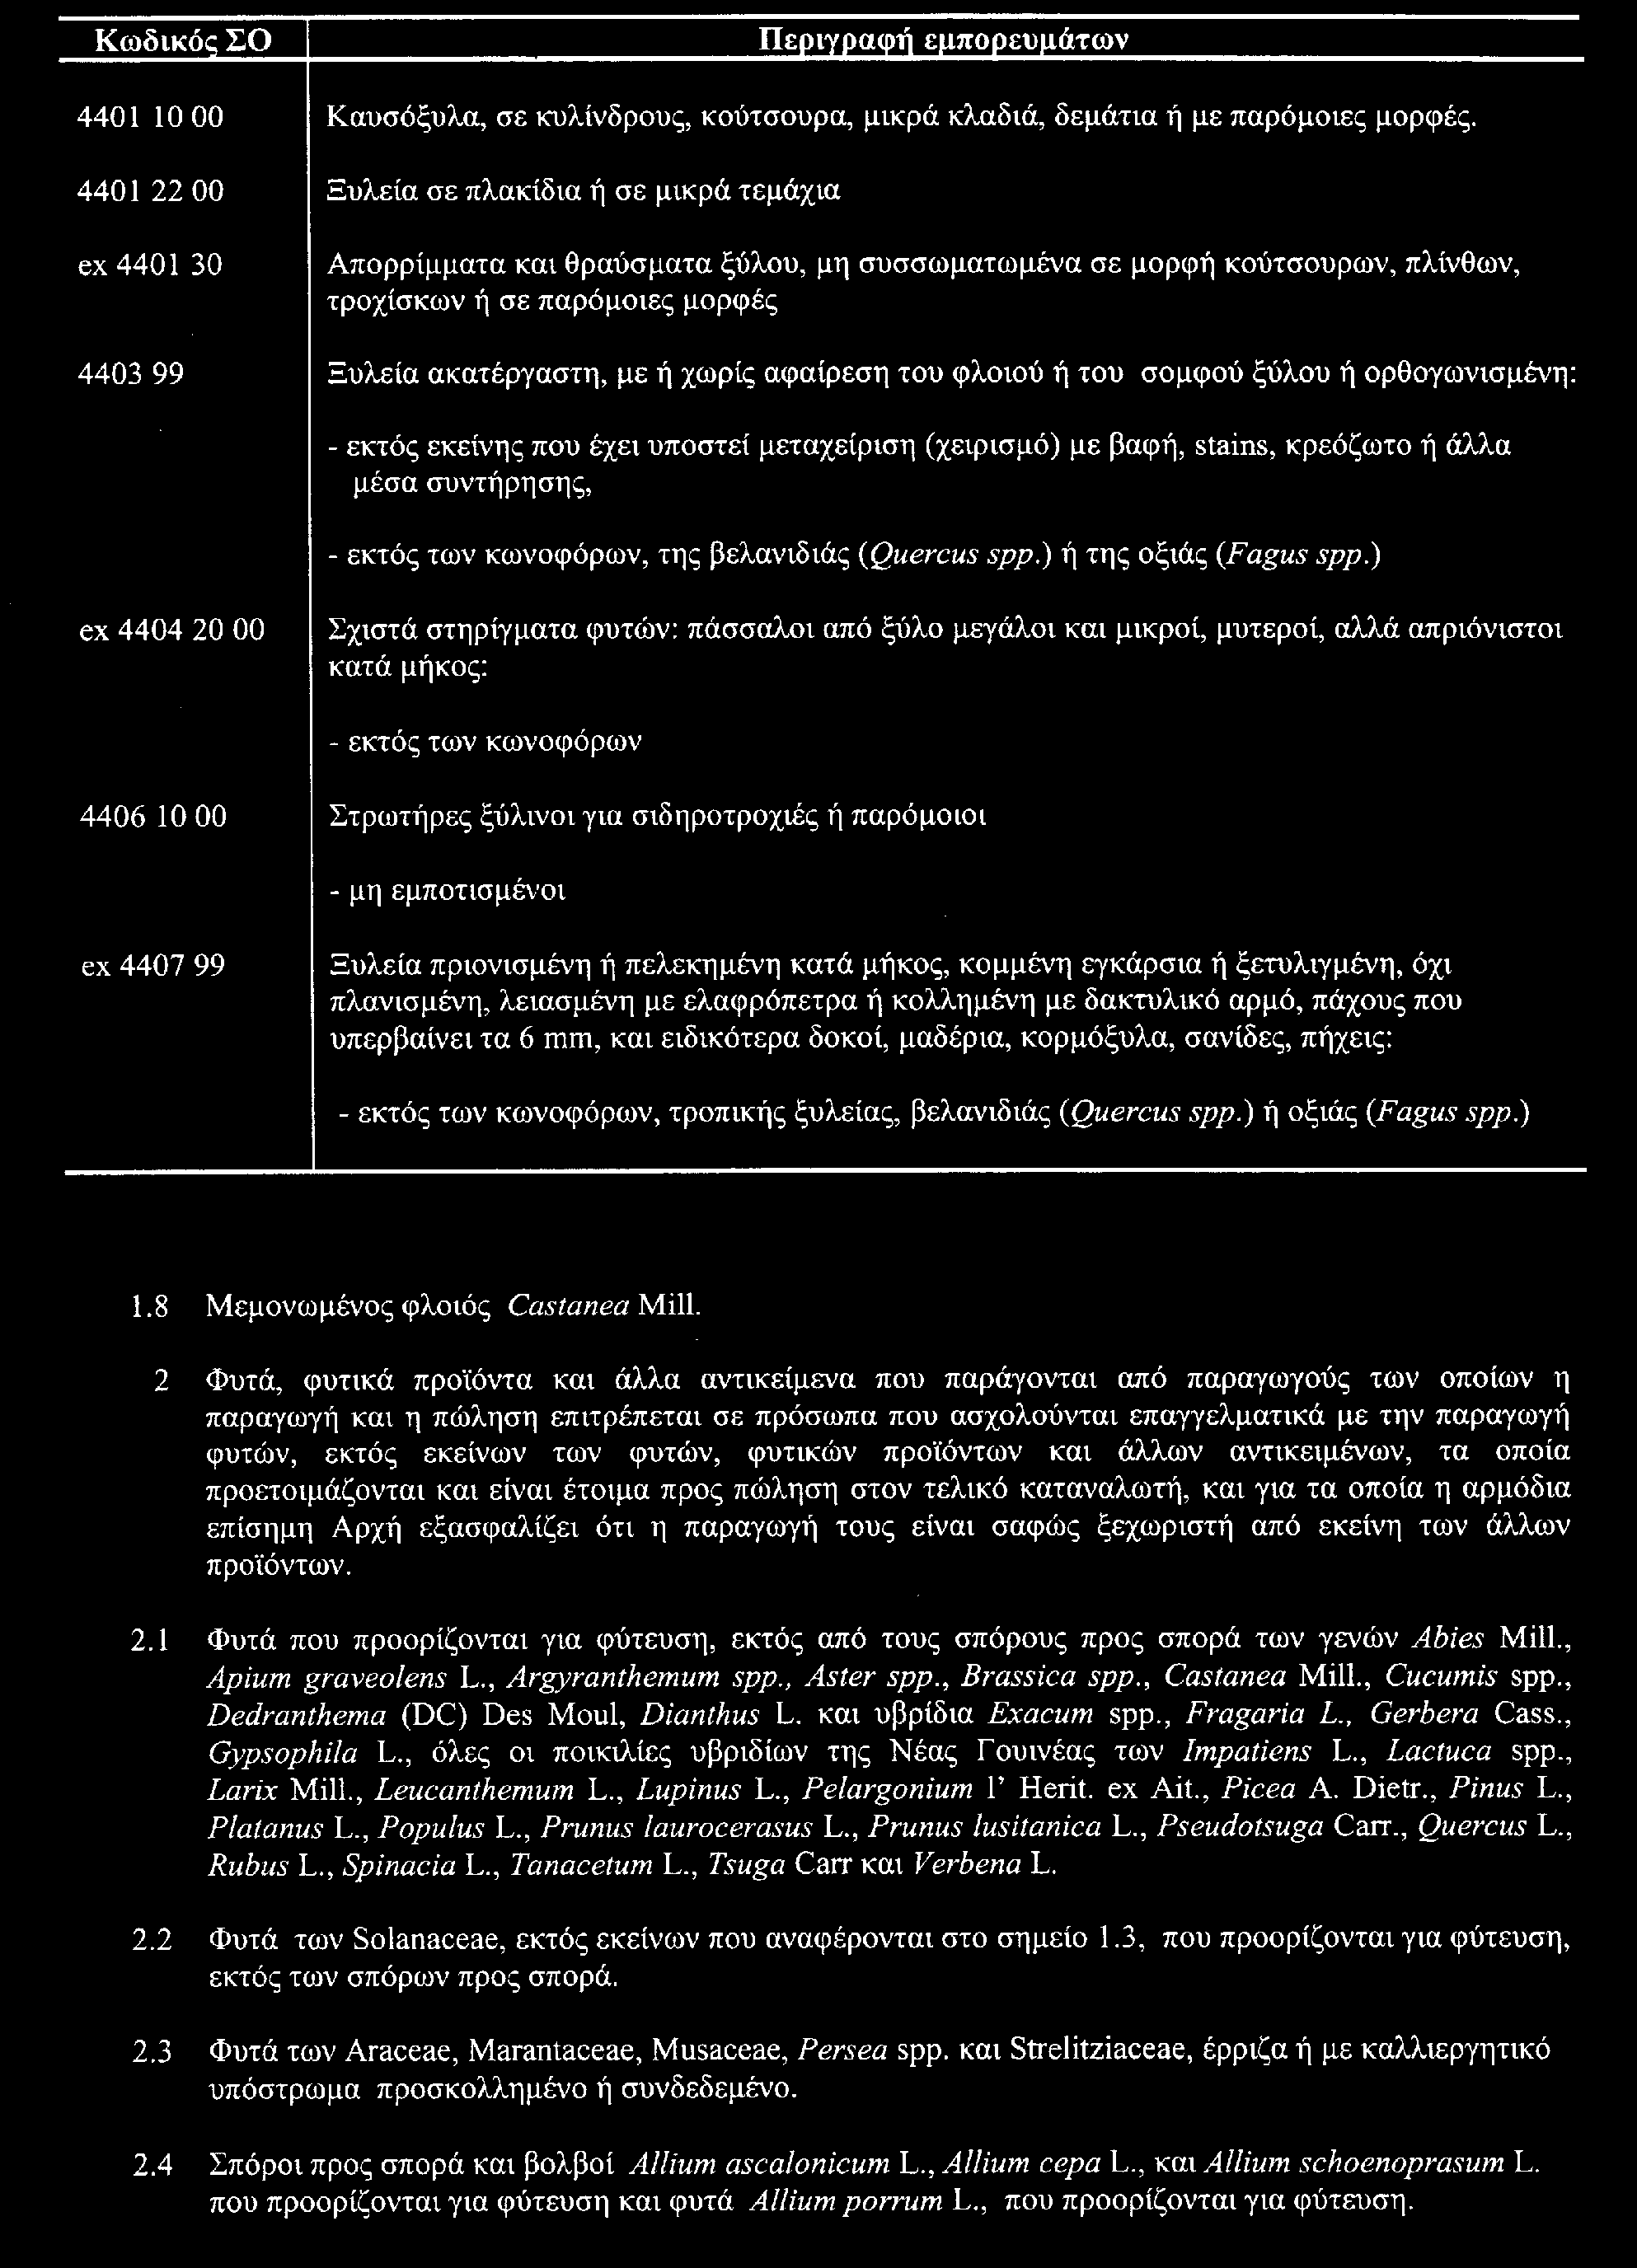 Κωδικός ΣΟ Περιγραφή εμπορευμάτων
4401 10 00 Καυσόξυλα, σε κυλίνδρους, κούτσουρα, μικρά κλαδιά, δεμάτια ή με παρόμοιες μορφές.
4401 22 00 Ξυλεία σε πλακίδια ή σε μικρά τεμάχια
ex 4401 30 Απορρίμματα και θραύσματα ξύλου, μη συσσωματωμένα σε μορφή κούτσουρων, πλίνθων,
τροχίσκων ή σε παρόμοιες μορφές
4403 99 Ξυλεία ακατέργαστη, με ή χωρίς αφαίρεση του φλοιού ή του σομφού ξύλου ή ορθογωνισμένη:
- εκτός εκείνης που έχει υποστεί μεταχείριση (χειρισμό) με βαφή, stains, κρεόζωτο ή άλλα
μέσα συντήρησης,
- εκτός των κωνοφόρων, της βελανιδιάς (Quercus spp.) ή της οξιάς (Fagus spp.)
ex 4404 20 00 Σχιστά στηρίγματα φυτών: πάσσαλοι από ξύλο μεγάλοι και μικροί, μυτεροί, αλλά απριόνιστοι
κατά μήκος:
- εκτός των κωνοφόρων
4406 10 00 Στρωτήρες ξύλινοι για σιδηροτροχιές ή παρόμοιοι
- μη εμποτισμένοι
ex 4407 99 Ξυλεία πριονισμένη ή πελεκημένη κατά μήκος, κομμένη εγκάρσια ή ξετυλιγμένη, όχι
πλανισμένη, λειασμένη με ελαφρόπετρα ή κολλημένη με δακτυλικό αρμό, πάχους που
υπερβαίνει τα 6 mm, και ειδικότερα δοκοί, μαδέρια, κορμόξυλα, σανίδες, πήχεις:
- εκτός των κωνοφόρων, τροπικής ξυλείας, βελανιδιάς (Quercus spp.) ή οξιάς (Fagus spp.)
1.8 Μεμονωμένος φλοιός Castanea Mill.
2 Φυτά, φυτικά προϊόντα και άλλα αντικείμενα που παράγονται από παραγωγούς των οποίων η
παραγωγή και η πώληση επιτρέπεται σε πρόσωπα που ασχολούνται επαγγελματικά με την παραγωγή
φυτών, εκτός εκείνων των φυτών, φυτικών προϊόντων και άλλων αντικειμένων, τα οποία
προετοιμάζονται και είναι έτοιμα προς πώληση στον τελικό καταναλωτή, και για τα οποία η αρμόδια
επίσημη Αρχή εξασφαλίζει ότι η παραγωγή τους είναι σαφώς ξεχωριστή από εκείνη των άλλων
προϊόντων.
2.1 Φυτά που προορίζονται για φύτευση, εκτός από τους σπόρους προς σπορά των γενών Abies Mill.,
Apium graveolens L., Argyranthemum spp., Aster spp., Brassica spp., Castanea Mill., Cucumis spp.,
Dedranthema (DC) Des Moul, Dianthus L. και υβρίδια Exacum spp., Fragaria L., Gerbera Cass.,
Gypsophila L., όλες οι ποικιλίες υβριδίων της Νέας Γουινέας των Impatiens L., Lactuca spp.,
Larix Mill., Leucanthemum L., Lupinus L., Pelargonium l’ Herit. ex Ait., Picea A. Dietr., Pinus L.,
Platanus L., Populus L., Prunus laurocerasus L., Prunus lusitanica L., Pseudotsuga Carr., Quercus L.,
Rubus L., Spinacia L., Tanacetum L., Tsuga Carr και Verbena L.
2.2 Φυτά των Solanaceae, εκτός εκείνων που αναφέρονται στο σημείο 1.3, που προορίζονται για φύτευση,
εκτός των σπόρων προς σπορά.
2.3 Φυτά των Araceae, Marantaceae, Musaceae, Persea spp. και Strelitziaceae, έρριζα ή με καλλιεργητικό
υπόστρωμα προσκολλημένο ή συνδεδεμένο.
2.4 Σπόροι προς σπορά και βολβοί Allium ascalonicum L., Allium cepa L., και Allium schoenoprasum L.
που προορίζονται για φύτευση και φυτά Allium porrum L., που προορίζονται για φύτευση.